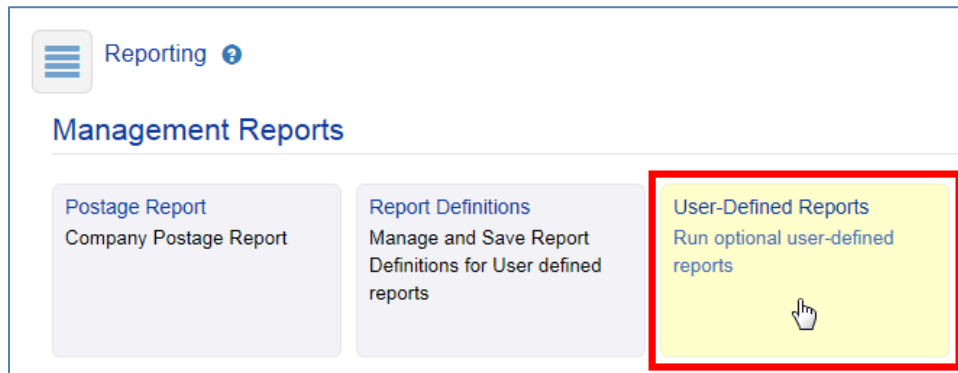 Reporting
Management Reports
Postage Report
Company Postage Report
Report Definitions
Manage and Save Report
Definitions for User defined
reports
User-Defined Reports
Run optional user-defined
reports